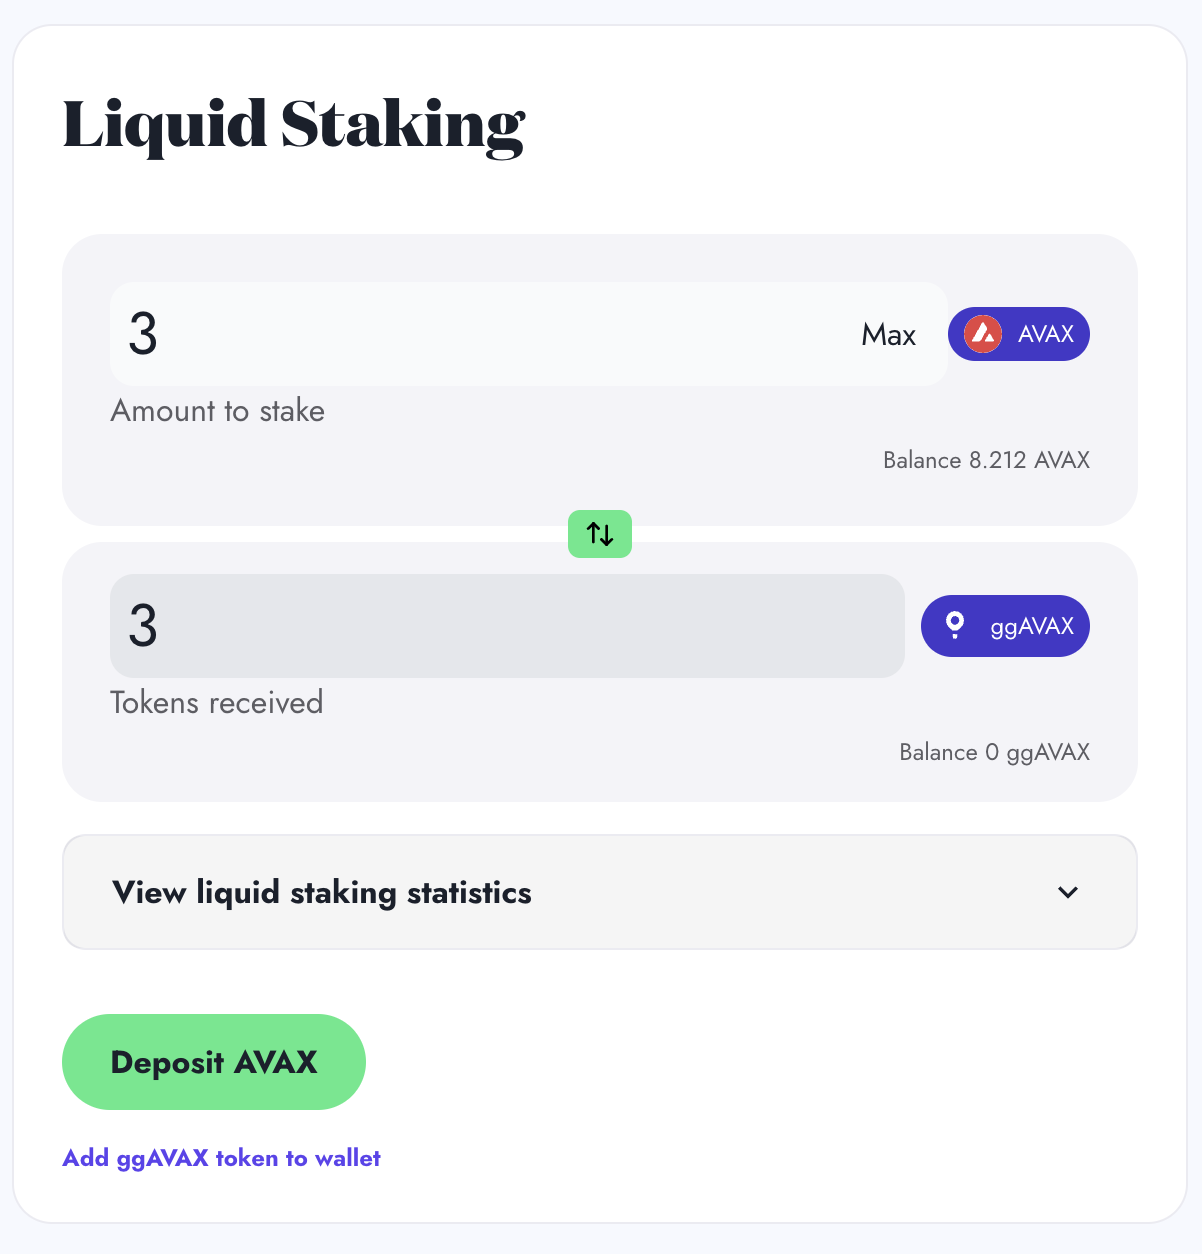 Liquid Staking
3 Max AVAX
Amount to stake
Balance 8.212 AVAX
3 ggAVAX
Tokens received
Balance 0 ggAVAX
View liquid staking statistics
Deposit AVAX
Add ggAVAX token to wallet